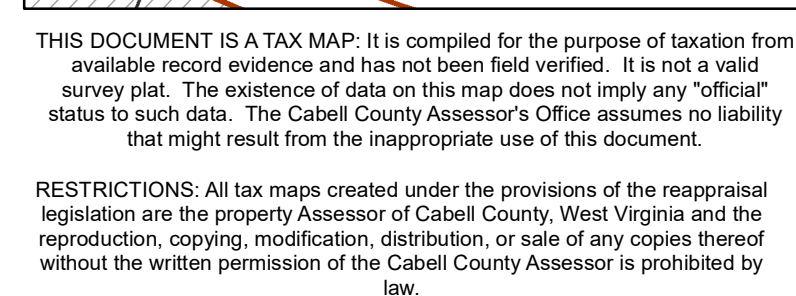 THIS DOCUMENT IS A TAX MAP: It is compiled for the purpose of taxation from
available record evidence and has not been field verified.  It is not a valid
survey plat.  The existence of data on this map does not imply any "official"
status to such data.  The Cabell County Assessor's Office assumes no liability
that might result from the inappropriate use of this document.
RESTRICTIONS: All tax maps created under the provisions of the reappraisal
legislation are the property Assessor of Cabell County, West Virginia and the
reproduction, copying, modification, distribution, or sale of any copies thereof
without the written permission of the Cabell County Assessor is prohibited by
law.